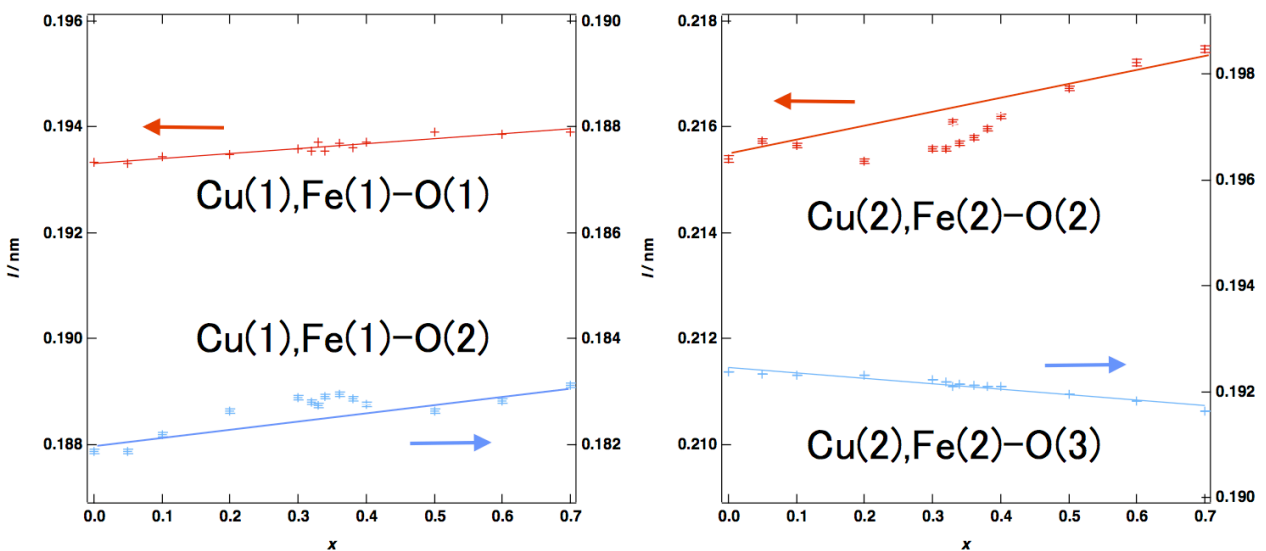 0.196
0.194
0.192
0.190
0.188
l / nm
0.190
0.188
0.186
0.184
0.182
Cu(1),Fe(1)−O(1)
Cu(1),Fe(1)−O(2)
0.0 0.1 0.2 0.3 0.4 0.5 0.6 0.7
x
0.218
0.216
0.214
0.212
0.210
l / nm
0.198
0.196
0.194
0.192
0.190
Cu(2),Fe(2)−O(2)
Cu(2),Fe(2)−O(3)
0.0 0.1 0.2 0.3 0.4 0.5 0.6 0.7
x